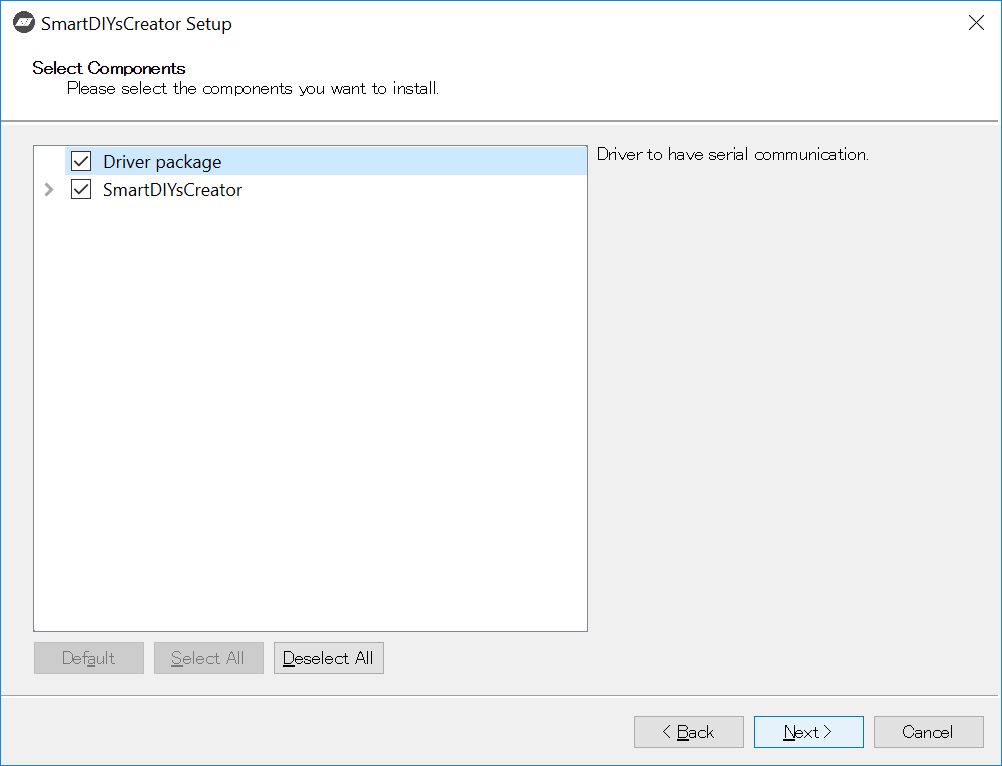 SmartDIYsCreator Setup
Select Components
Please select the components you want to install.
Driver package
SmartDIYsCreator
Driver to have serial communication.
Default
Select All
Deselect All
< Back
Next >
Cancel